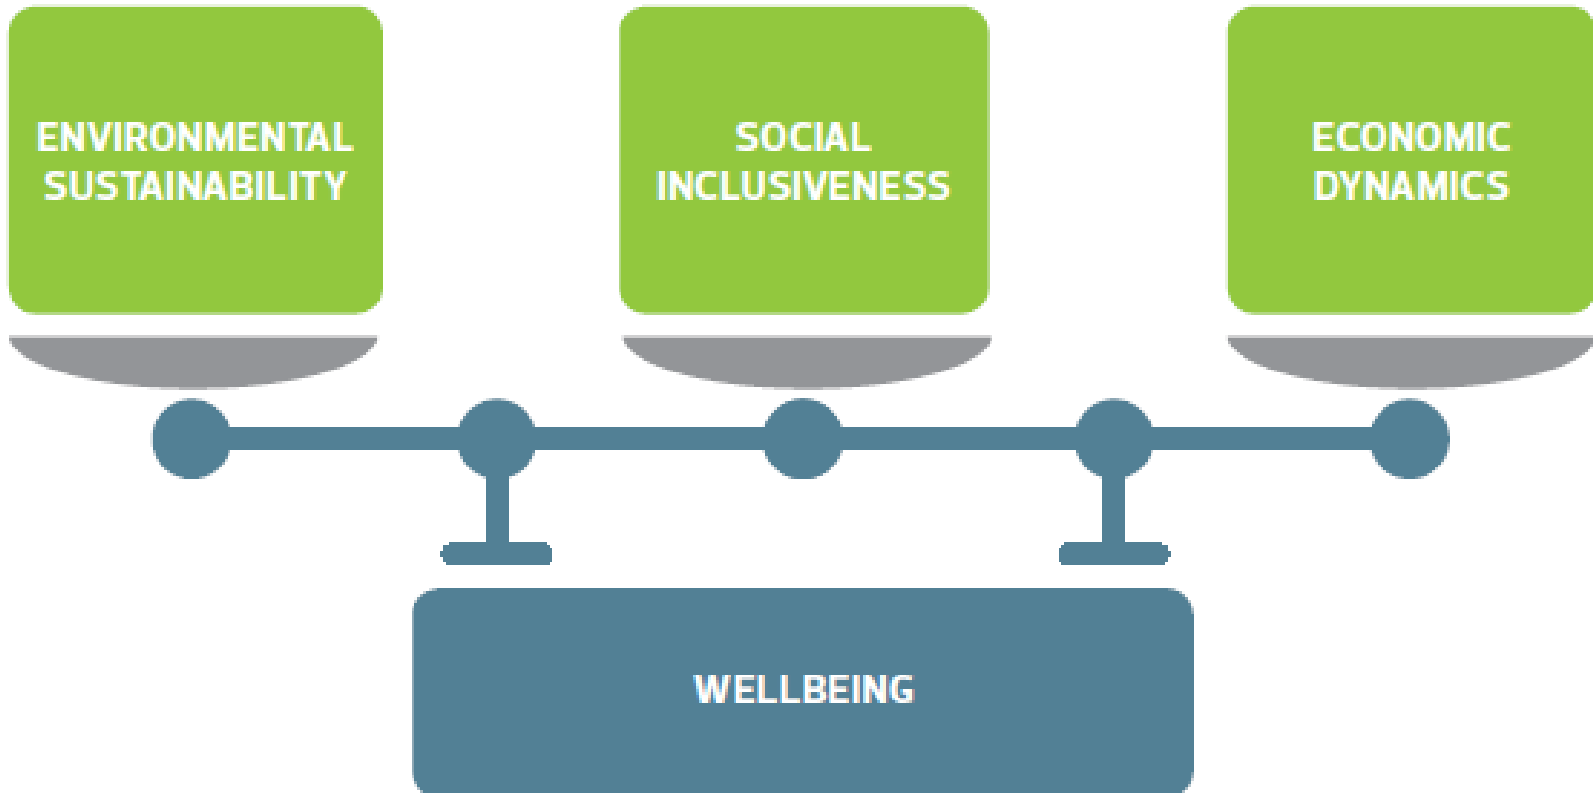 ENVIRONMENTAL
SUSTAINABILITY
SOCIAL
INCLUSIVENESS
ECONOMIC
DYNAMICS
WELLBEING